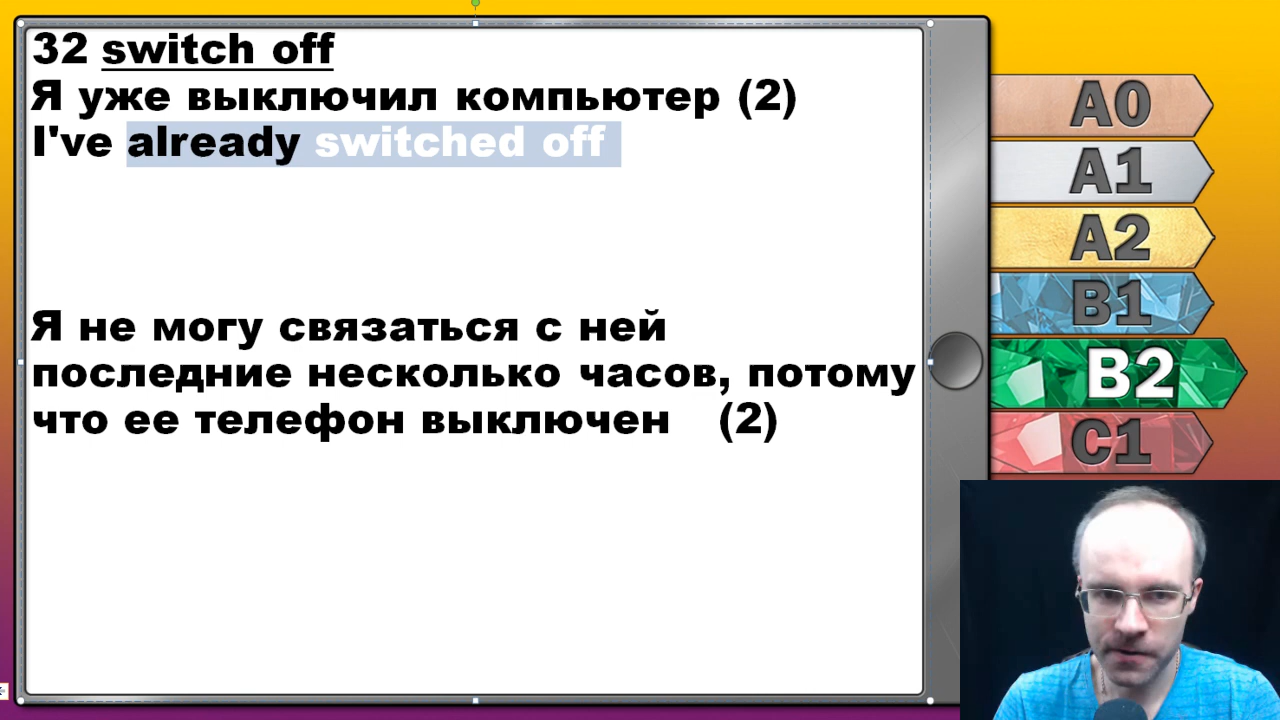 32 switch off
Я уже выключил компьютер (2)
I've already switched off
Я не могу связаться с ней
последние несколько часов, потому
что ее телефон выключен (2)
A0
A1
A2
B1
B2
C1